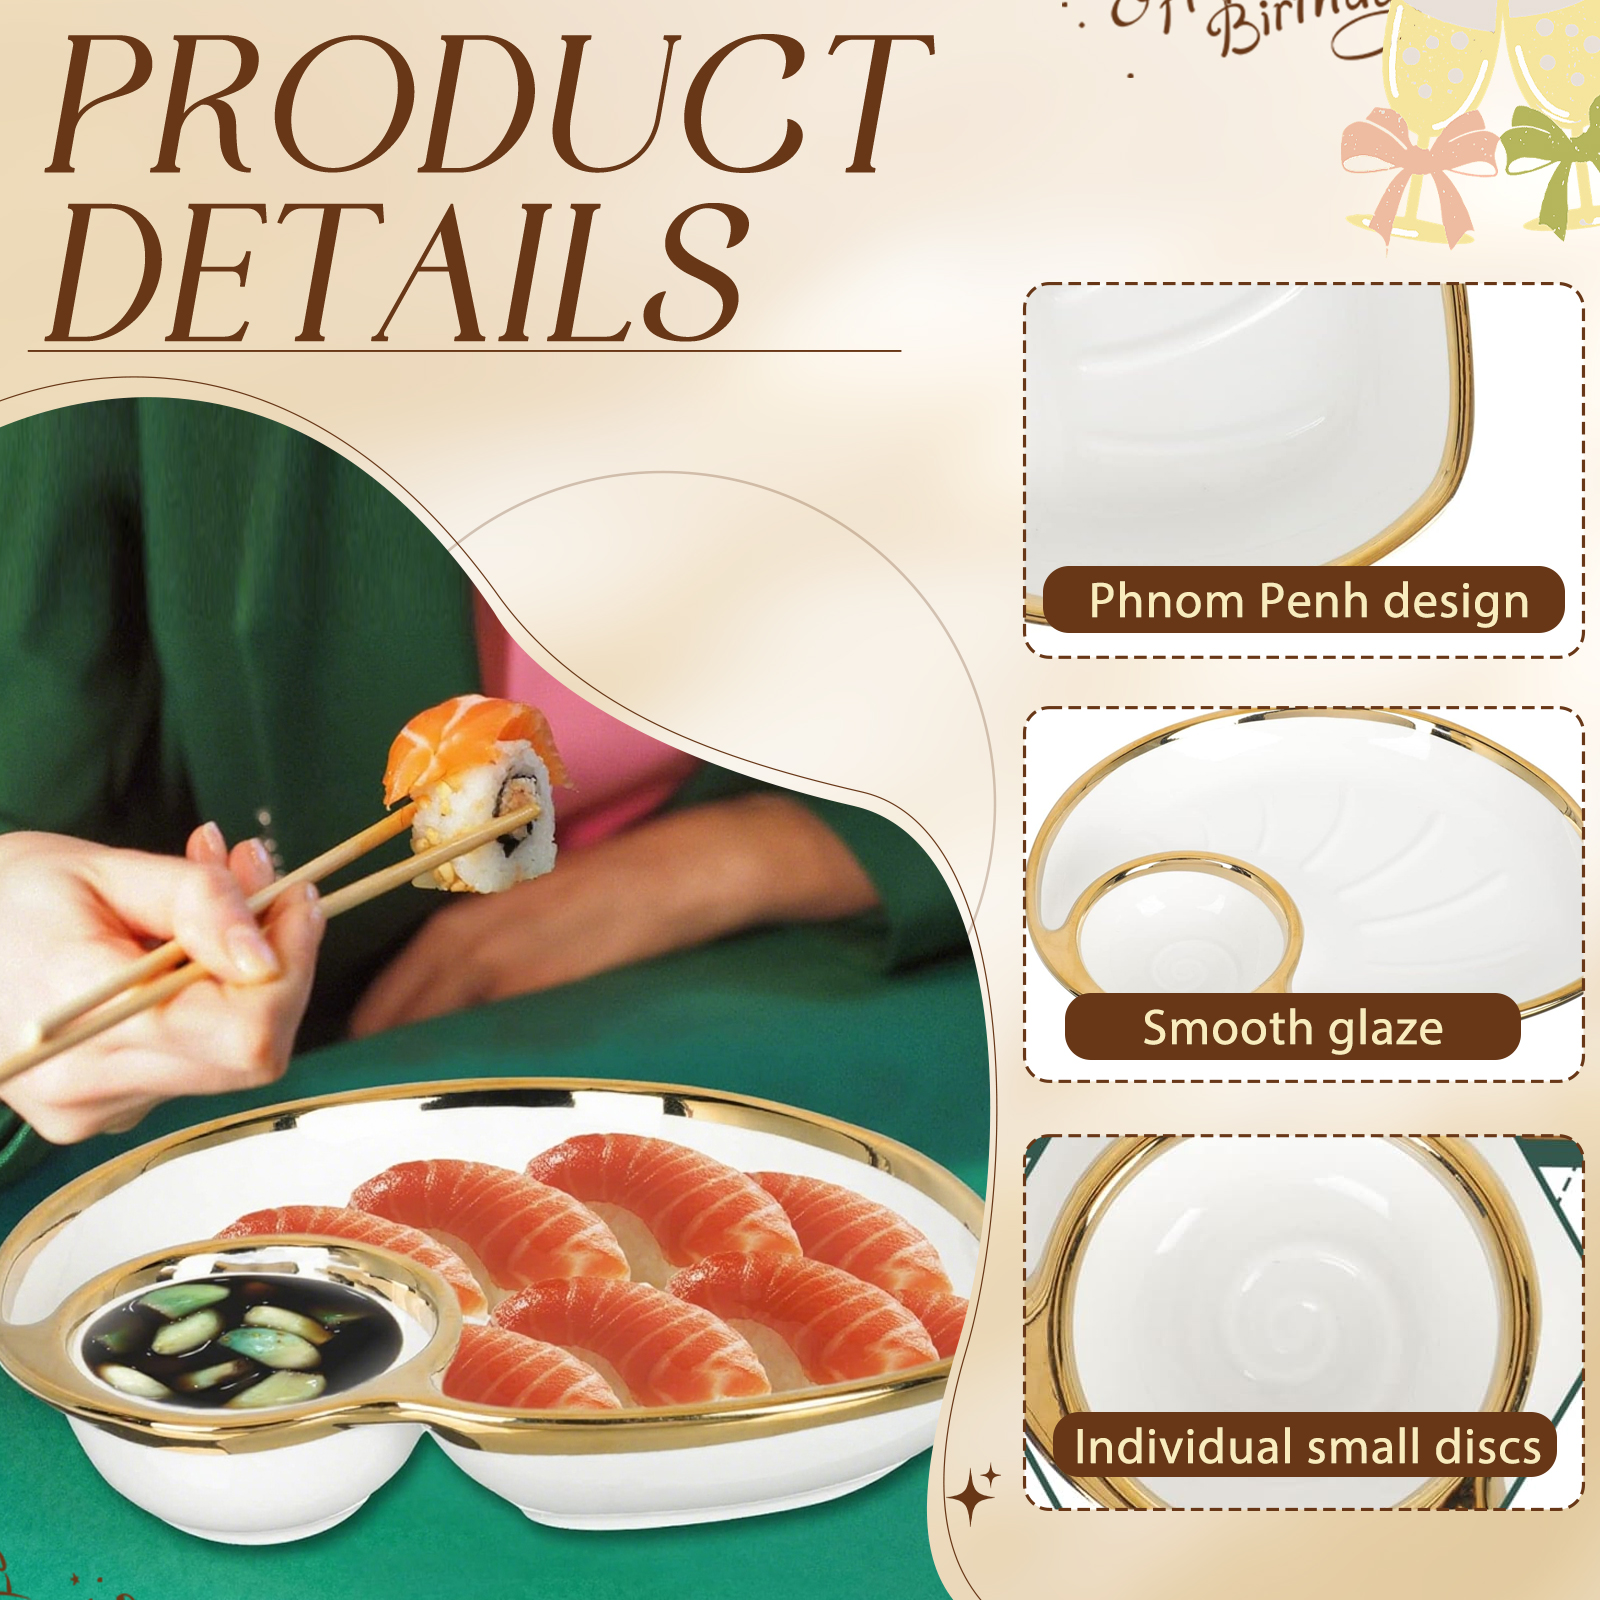 PRODUCT
DETAILS
Phnom Penh design
Smooth glaze
Individual small discs